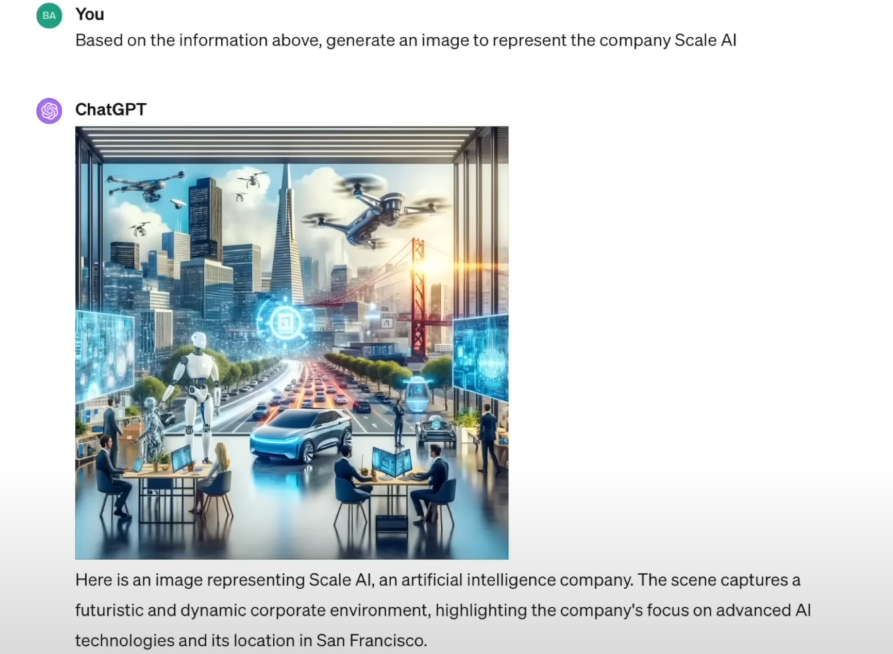 BA You
Based on the information above, generate an image to represent the company Scale AI
ChatGPT
Here is an image representing Scale AI, an artificial intelligence company. The scene captures a
futuristic and dynamic corporate environment, highlighting the company's focus on advanced AI
technologies and its location in San Francisco.